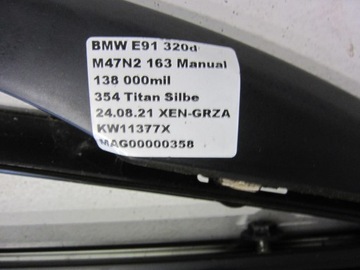 BMW E91 320d
M47N2 163 Manual
138 000mil
354 Titan Silbe
24.08.21 XEN-GRZA
KW11377X
MAG00000358